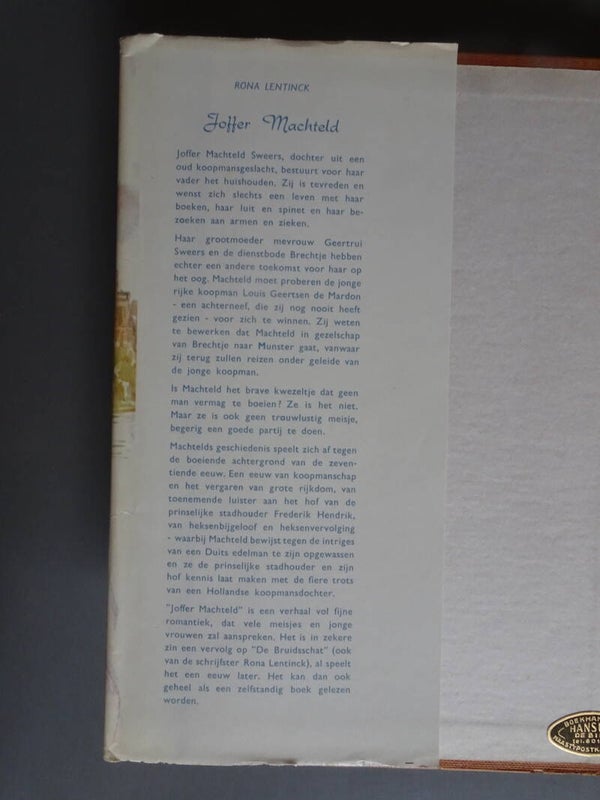 RONA LENTINCK
Joffer Machteld
Joffer Machteld Sweers, dochter uit een
oud koopmansgeslacht, bestuurt voor haar
vader het huishouden. Zij is tevreden en
wenst zich slechts een leven met haar
boeken, haar luit en spinet en haar be-
zoeken aan armen en zieken.
Haar grootmoeder mevrouw Geertrui
Sweers en de dienstbode Brechtje hebben
echter een andere toekomst voor haar op
het oog. Machteld moet proberen de jonge
rijke koopman Louis Geertsen de Mardon
- een achterneef, die zij nog nooit heeft
gezien - voor zich te winnen. Zij weten
te bewerken dat Machteld in gezelschap
van Brechtje naar Munster gaat, vanwaar
zij terug zullen reizen onder geleide van
de jonge koopman.
Is Machteld het brave kwezeltje dat geen
man vermag te boeien? Ze is het niet.
Maar ze is ook geen trouwlustig meisje,
begerig een goede partij te doen.
Machtelds geschiedenis speelt zich af tegen
de boeiende achtergrond van de zeven-
tiende eeuw. Een eeuw van koopmanschap
en het vergaren van grote rijkdom, van
toenemende luister aan het hof van de
prinselijke stadhouder Frederik Hendrik,
van heksenbijgeloof en heksenvervolging
- waarbij Machteld bewijst tegen de intriges
van een Duits edelman te zijn opgewassen
en ze de prinselijke stadhouder en zijn
hof kennis laat maken met de fiere trots
van een Hollandse koopmansdochter.
"Joffer Machteld" is een verhaal vol fijne
romantiek, dat vele meisjes en jonge
vrouwen zal aanspreken. Het is in zekere
zin een vervolg op "De Bruidsschat" (ook
van de schrijfster Rona Lentinck), al speelt
het een eeuw later. Het kan dan ook
geheel als een zelfstandig boek gelezen
worden.
BOEKHAN
HANS
DE BI